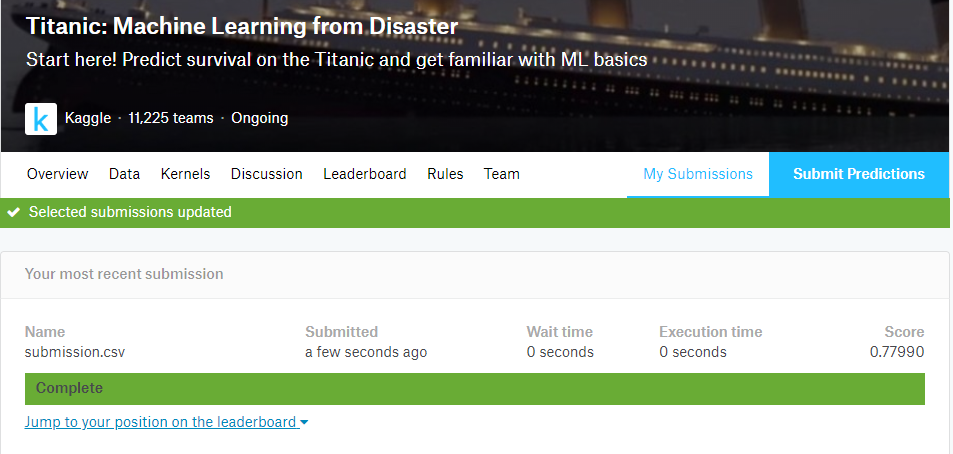 Titanic: Machine Learning from Disaster
Start here! Predict survival on the Titanic and get familiar with ML basics
k Kaggle · 11,225 teams · Ongoing
Overview Data Kernels Discussion Leaderboard Rules Team My Submissions Submit Predictions
Selected submissions updated
Your most recent submission
Name Submitted Wait time Execution time Score
submission.csv a few seconds ago 0 seconds 0 seconds 0.77990
Complete
Jump to your position on the leaderboard